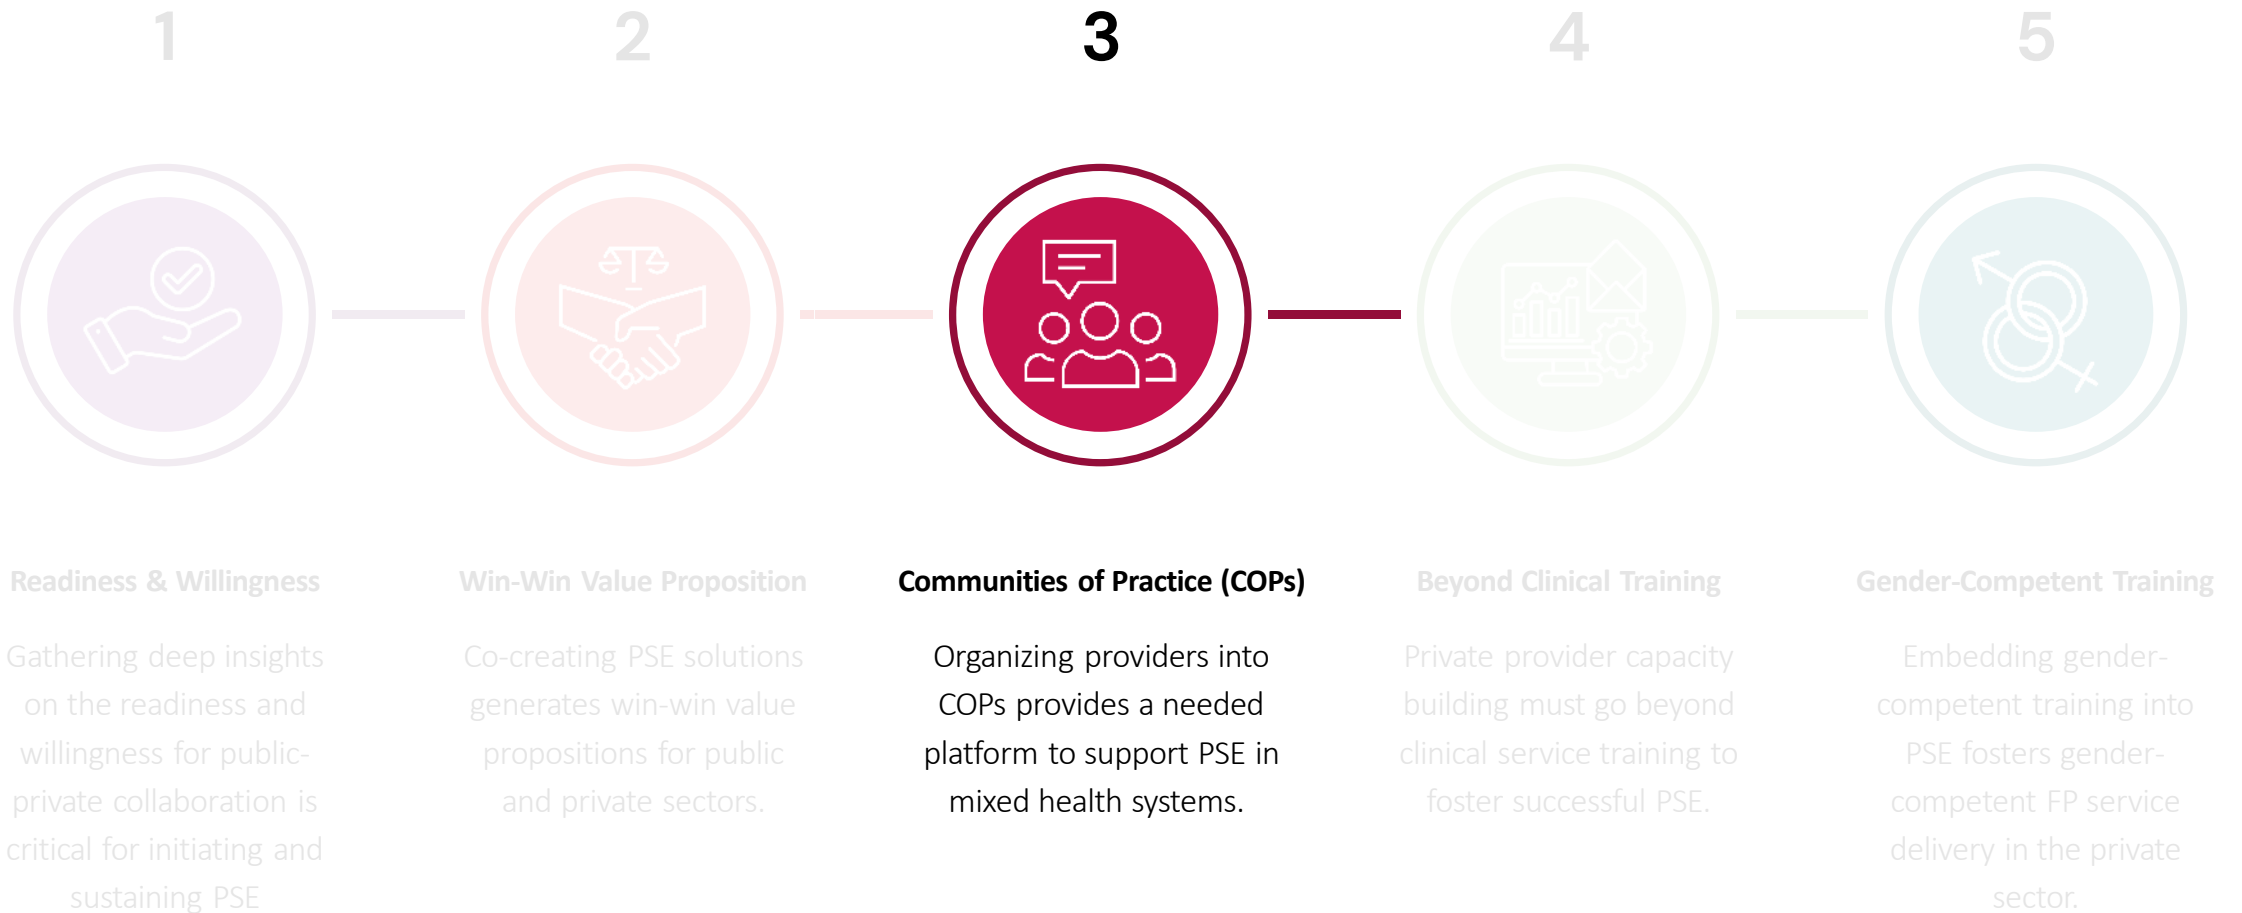 1
Readiness & Willingness
Gathering deep insights
on the readiness and
willingness for public-
private collaboration is
critical for initiating and
sustaining PSE
2
Win-Win Value Proposition
Co-creating PSE solutions
generates win-win value
propositions for public
and private sectors.
3
Communities of Practice (COPs)
Organizing providers into
COPs provides a needed
platform to support PSE in
mixed health systems.
4
Beyond Clinical Training
Private provider capacity
building must go beyond
clinical service training to
foster successful PSE.
5
Gender-Competent Training
Embedding gender-
competent training into
PSE fosters gender-
competent FP service
delivery in the private
sector.